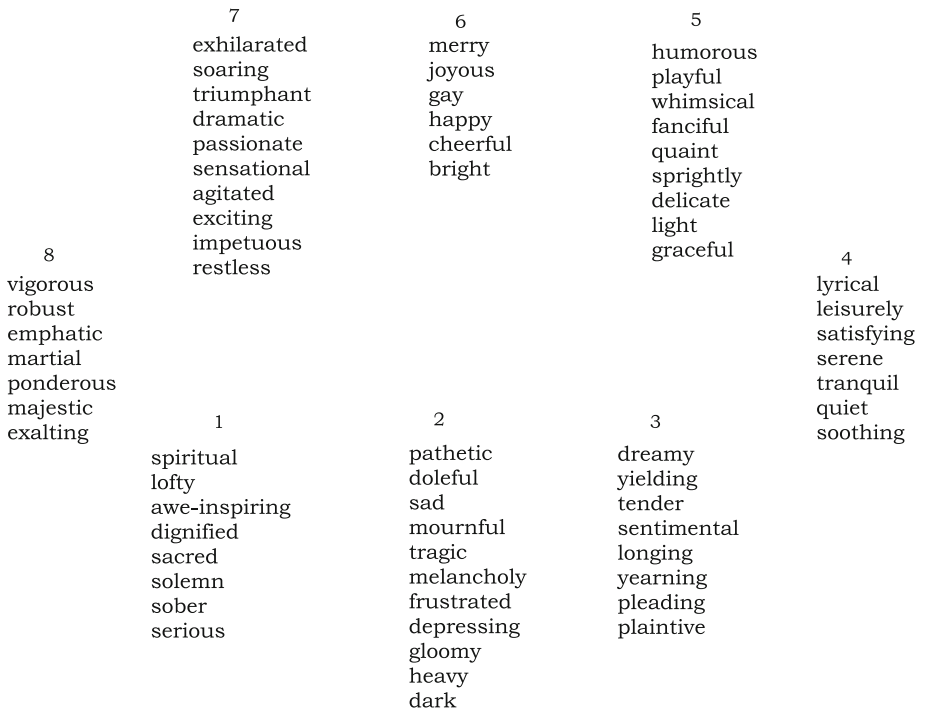 7
exhilarated
soaring
triumphant
dramatic
passionate
sensational
agitated
exciting
impetuous
restless
6
merry
joyous
gay
happy
cheerful
bright
5
humorous
playful
whimsical
fanciful
quaint
sprightly
delicate
light
graceful
8
vigorous
robust
emphatic
martial
ponderous
majestic
exalting
4
lyrical
leisurely
satisfying
serene
tranquil
quiet
soothing
1
spiritual
lofty
awe-inspiring
dignified
sacred
solemn
sober
serious
2
pathetic
doleful
sad
mournful
tragic
melancholy
frustrated
depressing
gloomy
heavy
dark
3
dreamy
yielding
tender
sentimental
longing
yearning
pleading
plaintive